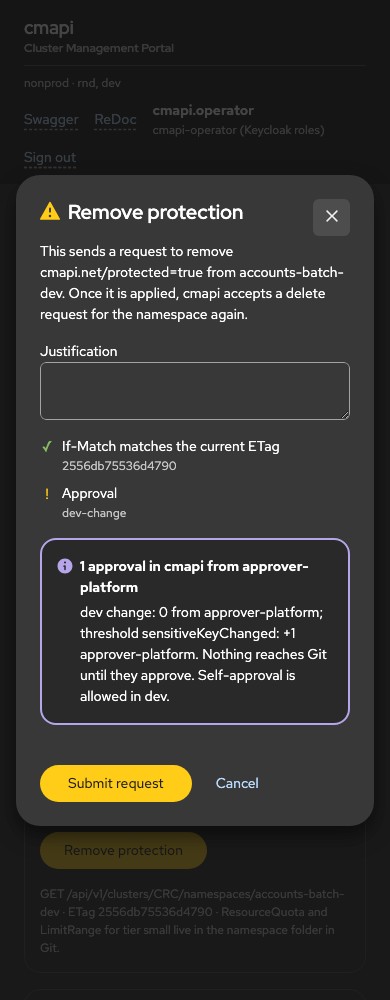 cmapi
Cluster Management Portal
nonprod · rnd, dev
Swagger
ReDoc
cmapi.operator
cmapi-operator (Keycloak roles)
Sign out
Remove protection
This sends a request to remove
cmapi.net/protected=true from accounts-batch-
dev. Once it is applied, cmapi accepts a delete
request for the namespace again.
Justification
If-Match matches the current ETag
2556db75536d4790
Approval
dev-change
1 approval in cmapi from approver-
platform
dev change: 0 from approver-platform;
threshold sensitiveKeyChanged: +1
approver-platform. Nothing reaches Git
until they approve. Self-approval is
allowed in dev.
Submit request
Cancel
Remove protection
GET /api/v1/clusters/CRC/namespaces/accounts-batch-
dev · ETag 2556db75536d4790 · ResourceQuota and
LimitRange for tier small live in the namespace folder in
Git.